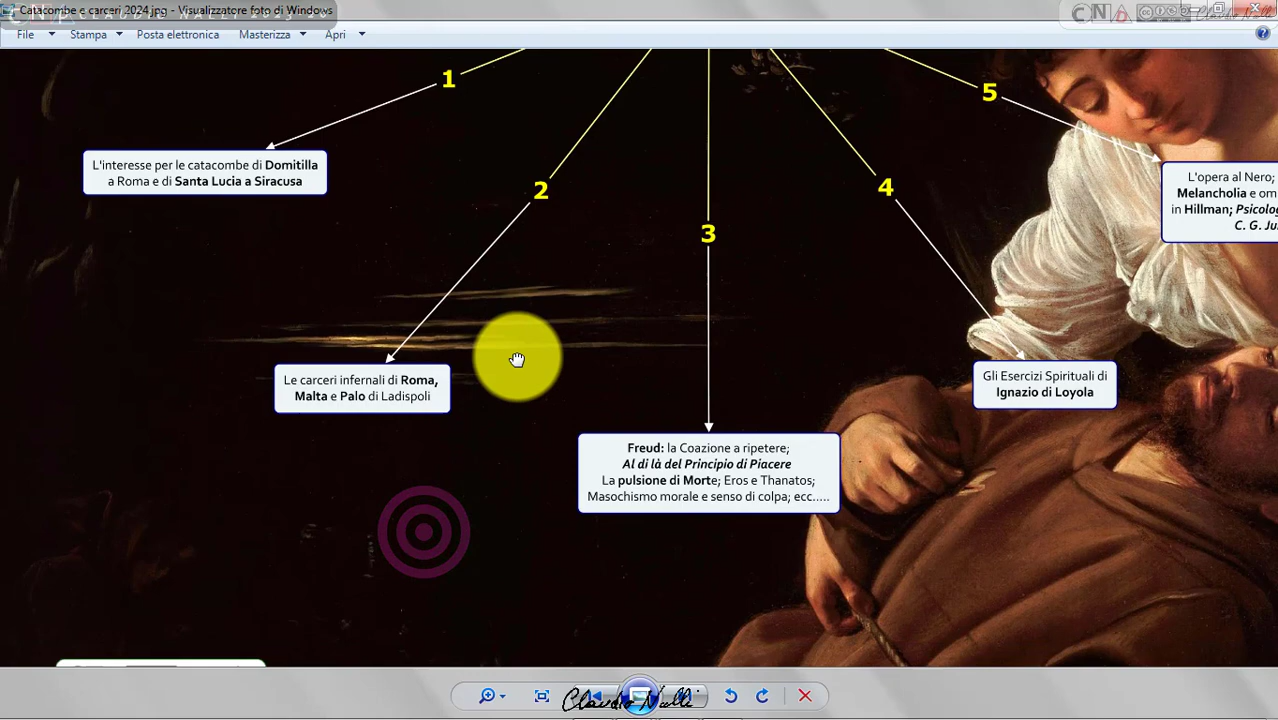 Catacombe e carceri 2024.jpg - Visualizzatore foto di Windows
File
Stampa
Posta elettronica
Masterizza
Apri
1
5
L'interesse per le catacombe di Domitilla
a Roma e di Santa Lucia a Siracusa
2
4
L'opera al Nero;
Melancholia e om
in Hillman; Psicolog
C. G. Ju
3
Le carceri infernali di Roma,
Malta e Palo di Ladispoli
Gli Esercizi Spirituali di
Ignazio di Loyola
Freud: la Coazione a ripetere;
Al di là del Principio di Piacere
La pulsione di Morte; Eros e Thanatos;
Masochismo morale e senso di colpa; ecc.....
Claudio Nalli